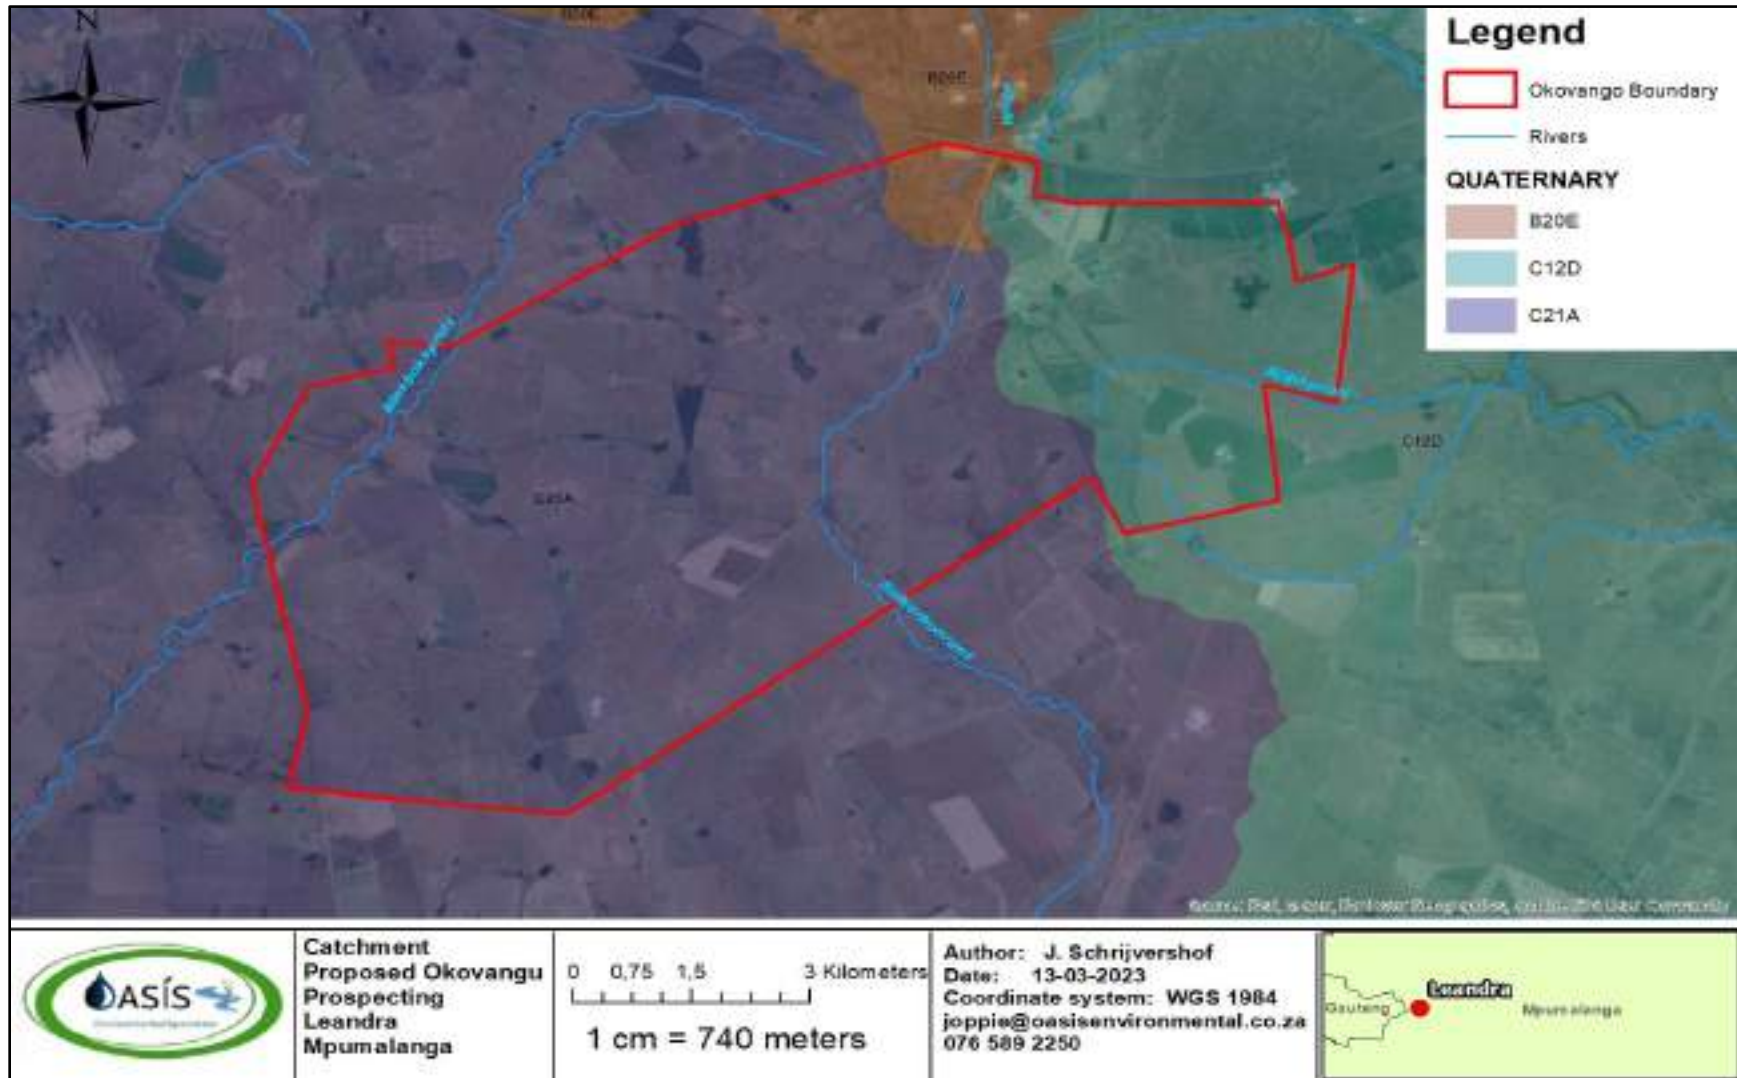 N
B20E
C21A
C12D
Legend
Okovango Boundary
Rivers
QUATERNARY
B20E
C12D
C21A
OASÍS
Catchment
Proposed Okovangu
Prospecting
Leandra
Mpumalanga
0 0,75 1,5 3 Kilometers
1 cm = 740 meters
Author: J. Schrijvershof
Date: 13-03-2023
Coordinate system: WGS 1984
joppie@oasisenvironmental.co.za
076 589 2250
Leandra
Gauteng
Mpumalanga